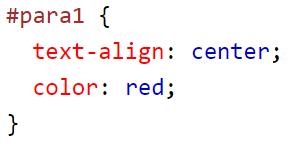 #para1 {
  text-align: center;
  color: red;
}